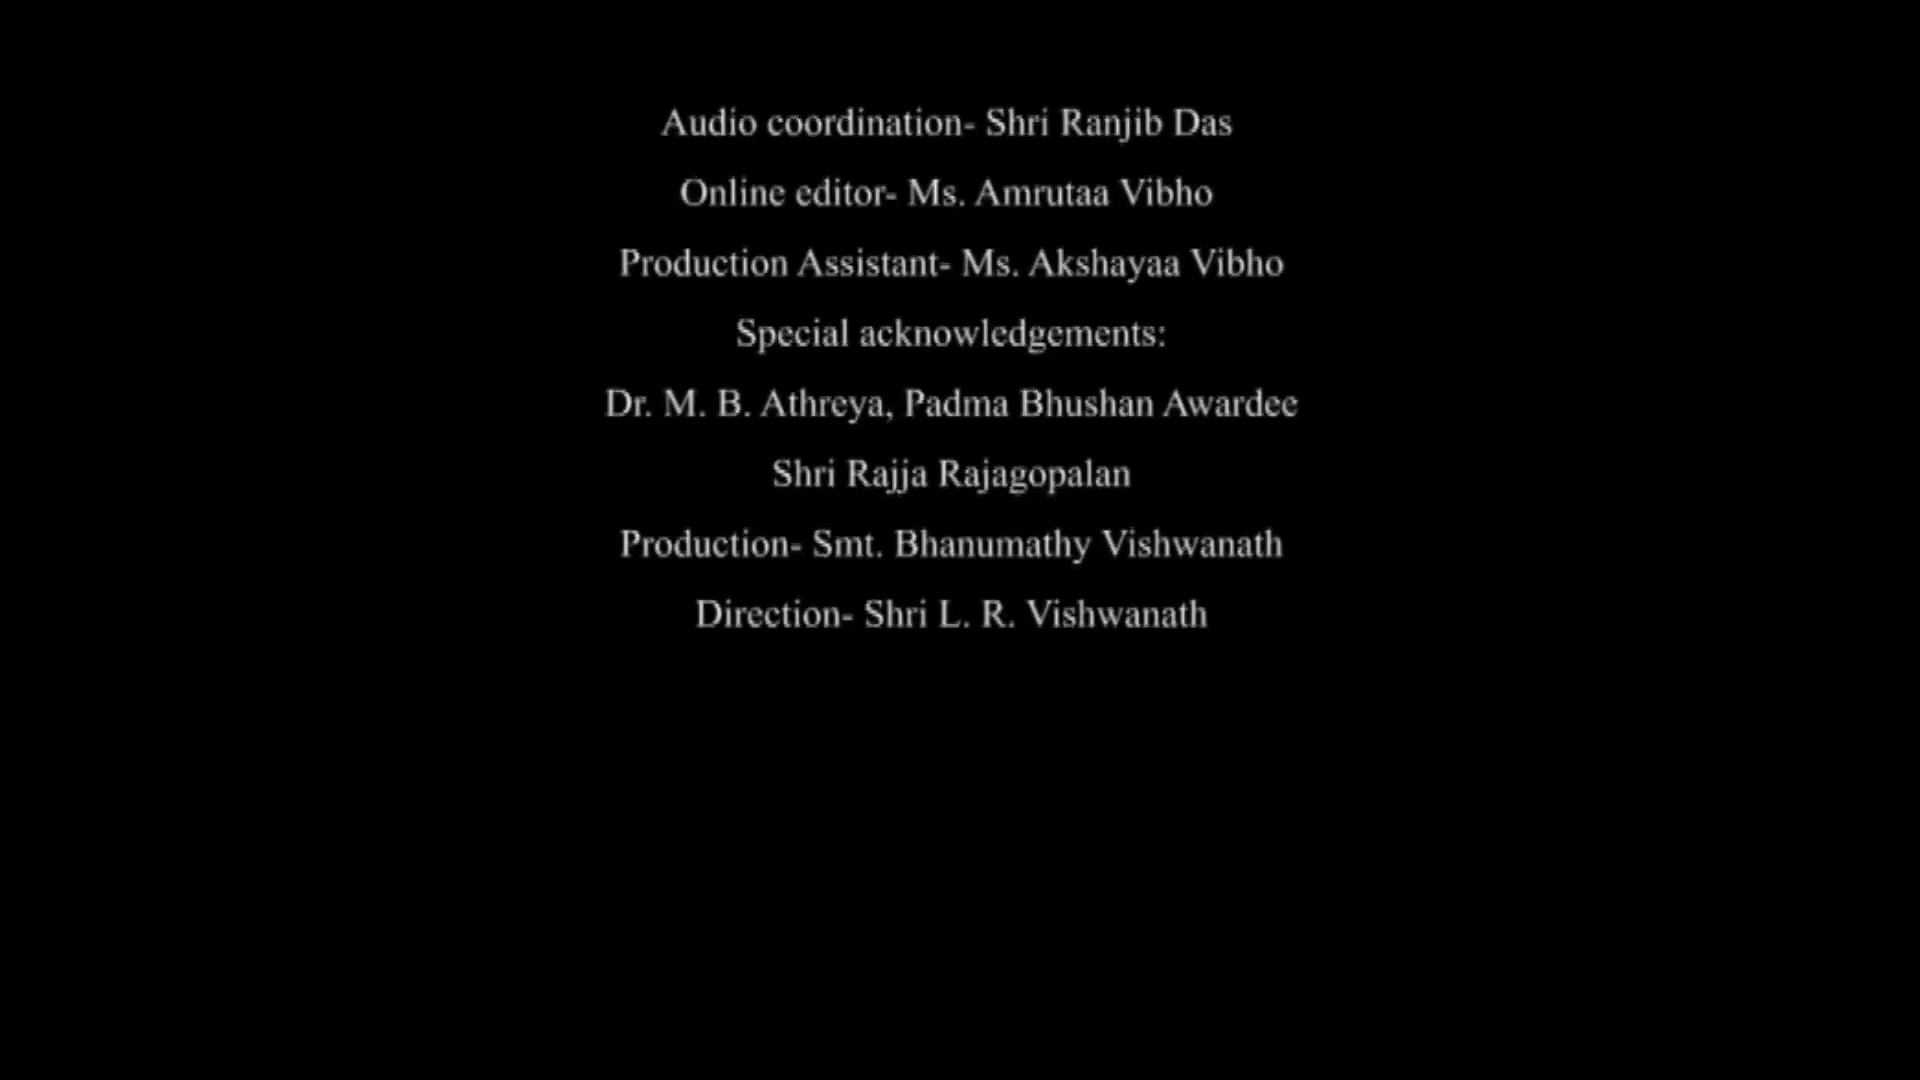 Audio coordination- Shri Ranjib Das
Online editor- Ms. Amrutaa Vibho
Production Assistant- Ms. Akshayaa Vibho
Special acknowledgements:
Dr. M. B. Athreya, Padma Bhushan Awardee
Shri Rajja Rajagopalan
Production- Smt. Bhanumathy Vishwanath
Direction- Shri L. R. Vishwanath